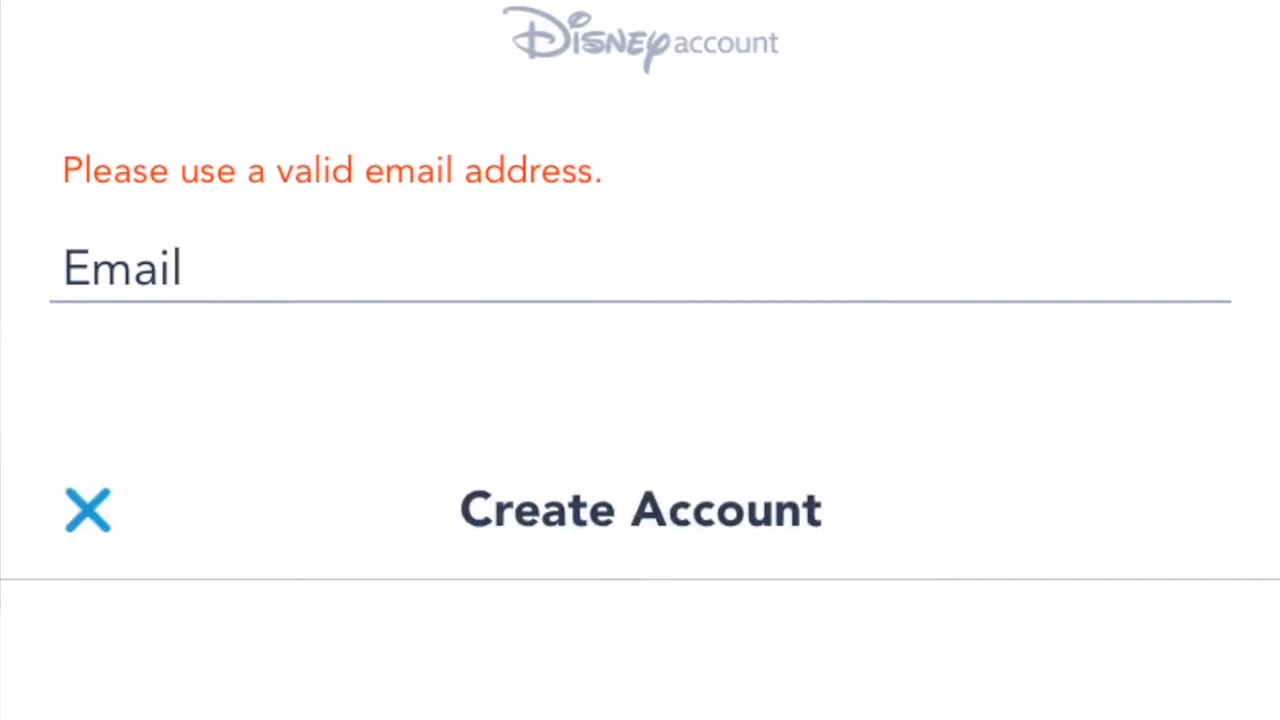 Disney account
Please use a valid email address.
Email
Create Account